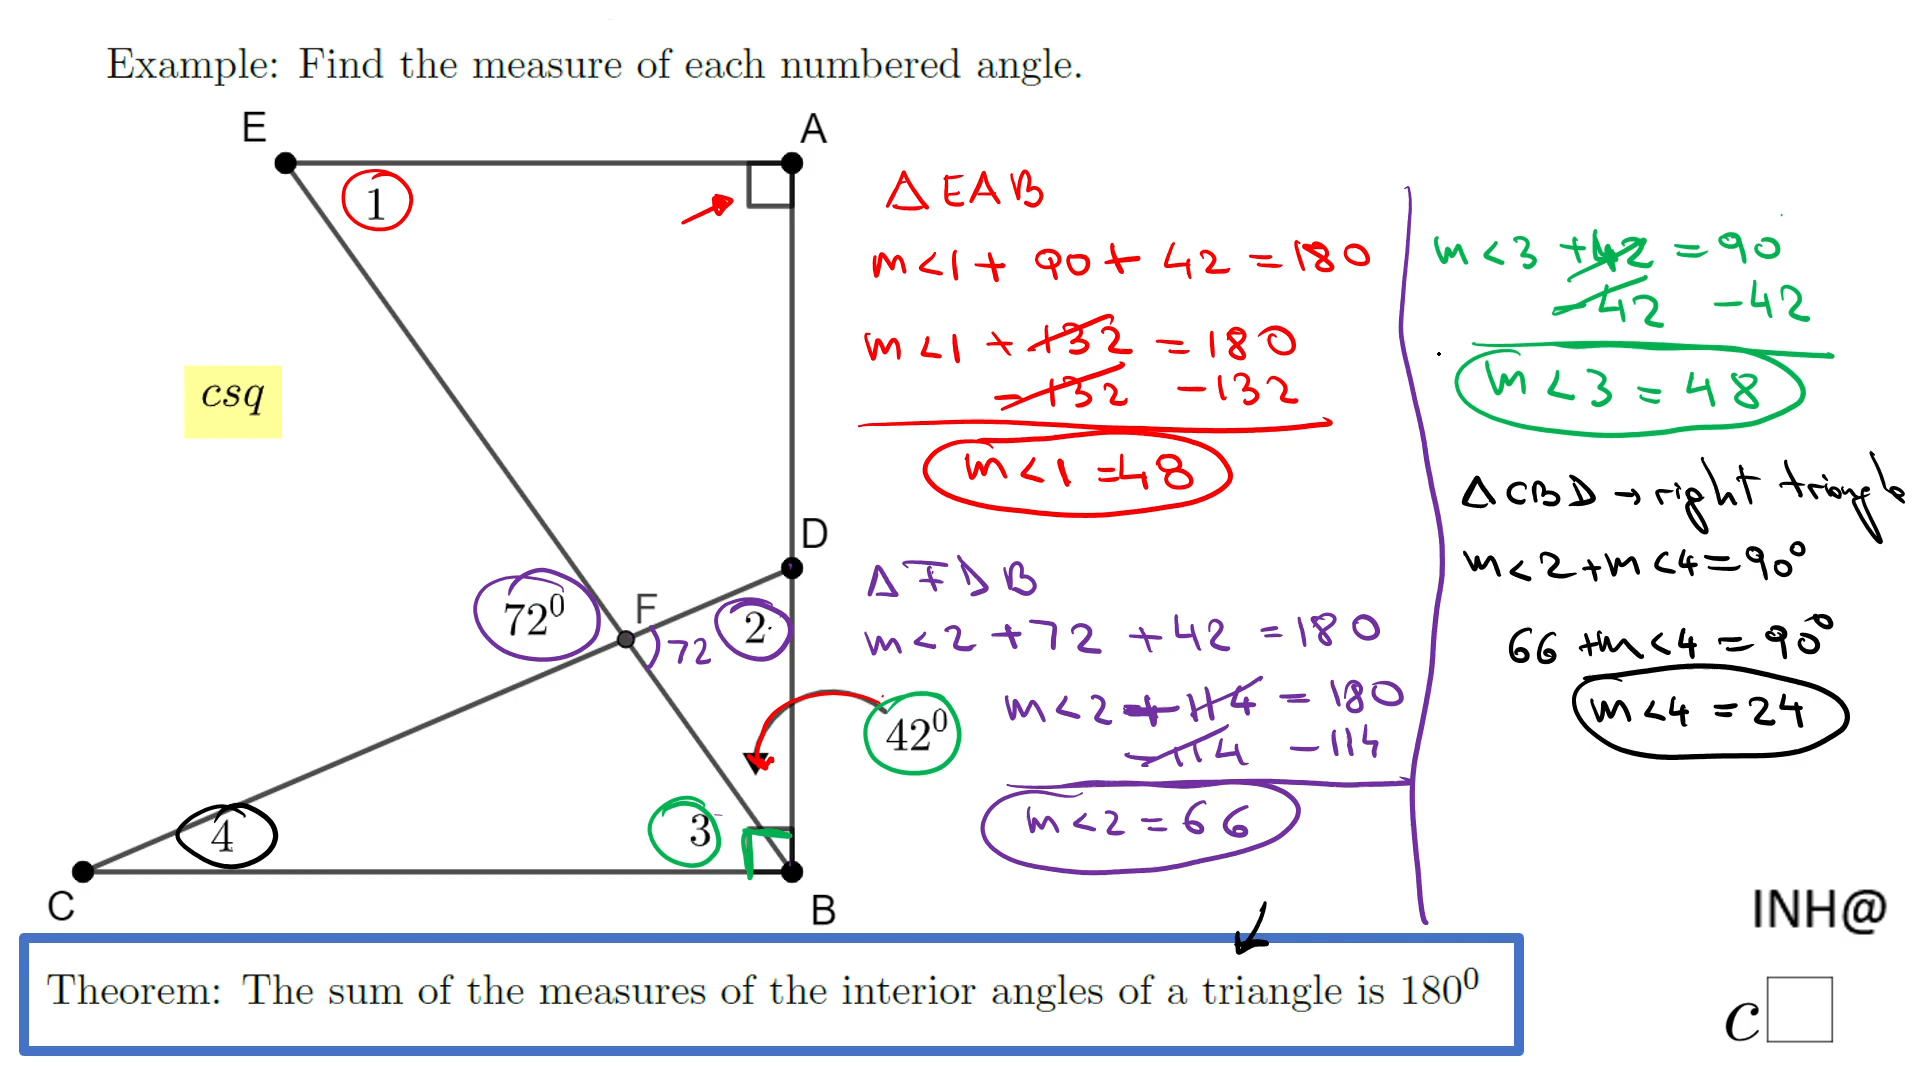 Example: Find the measure of each numbered angle.
E
A
1
csq
D
72⁰
F
72
2
42⁰
4
3
C
B
△EAB
m<1 + 90 + 42 = 180
m<1 + 132 = 180
-132 -132
m<1 = 48
△FDB
m<2 + 72 + 42 = 180
m<2 + 114 = 180
-114 -114
m<2 = 66
m<3 + 42 = 90
-42 -42
m<3 = 48
△CBD → right triangle
m<2 + m<4 = 90⁰
66 + m<4 = 90⁰
m<4 = 24
Theorem: The sum of the measures of the interior angles of a triangle is 180⁰
INH@
c